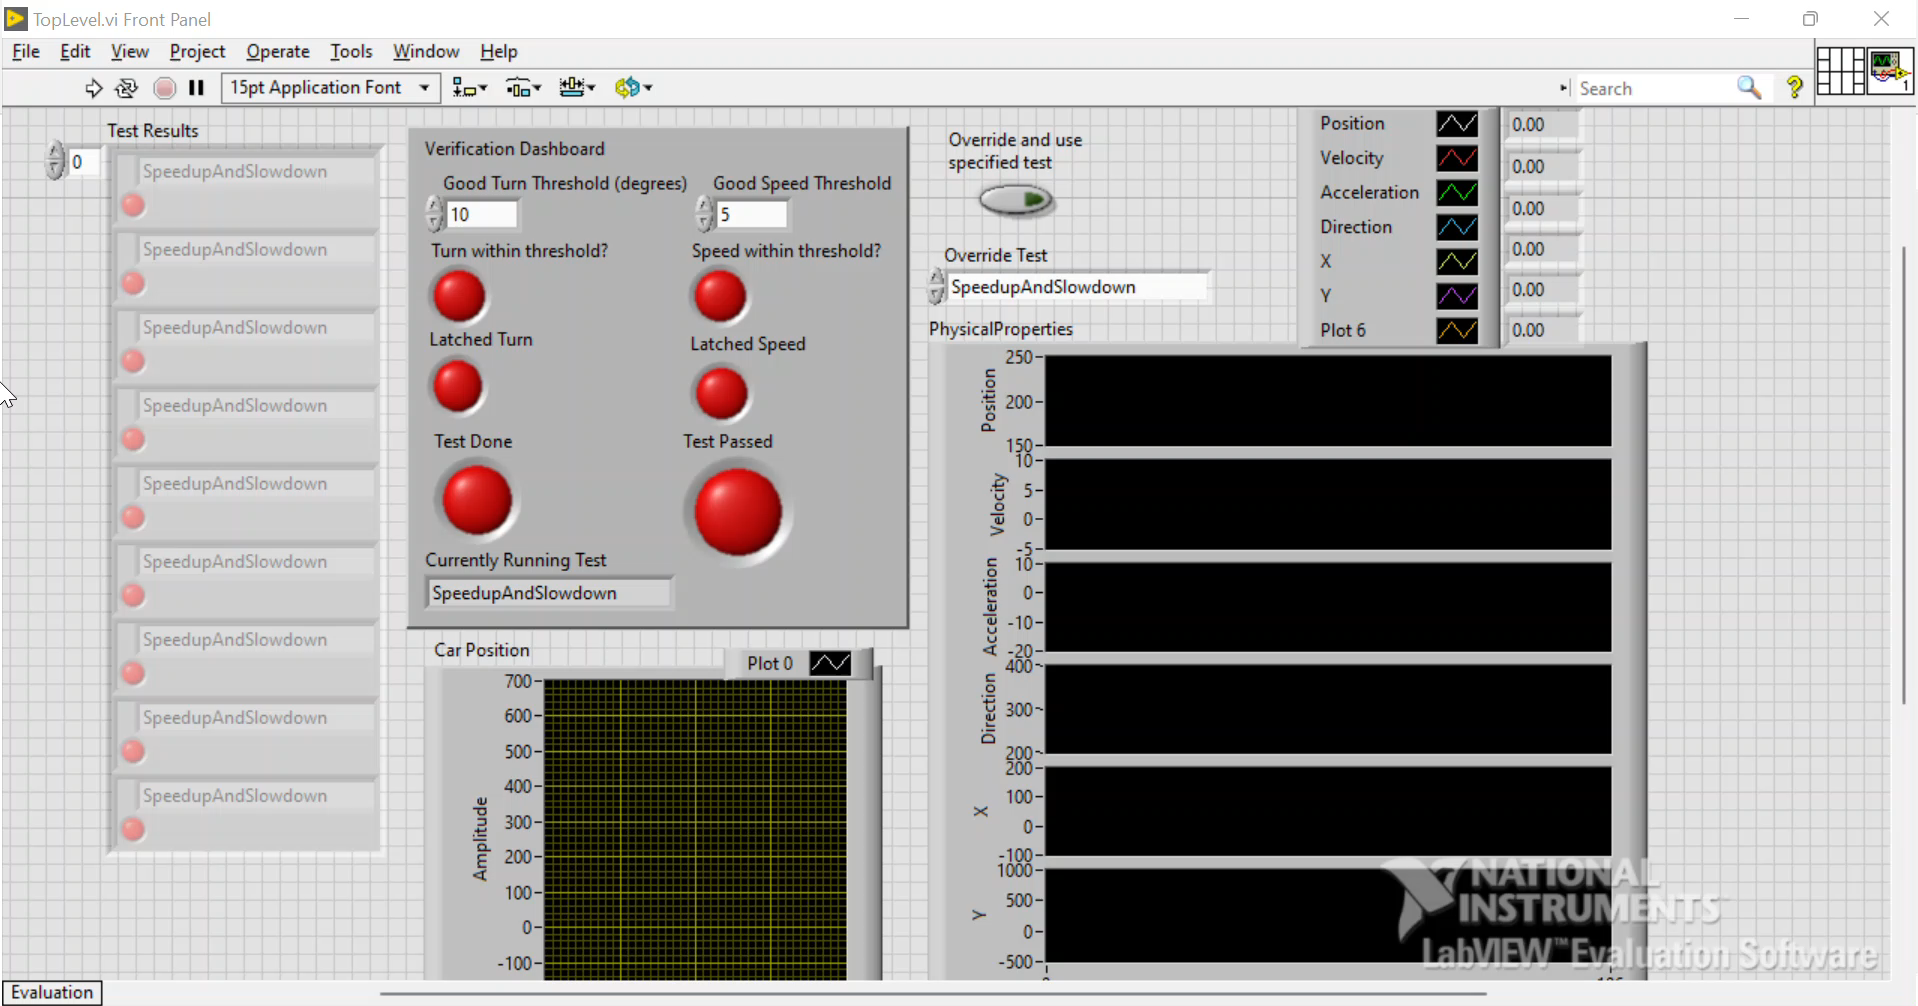 TopLevel.vi Front Panel
File Edit View Project Operate Tools Window Help
15pt Application Font
Search
1
Test Results
0
SpeedupAndSlowdown
SpeedupAndSlowdown
SpeedupAndSlowdown
SpeedupAndSlowdown
SpeedupAndSlowdown
SpeedupAndSlowdown
SpeedupAndSlowdown
SpeedupAndSlowdown
SpeedupAndSlowdown
Verification Dashboard
Good Turn Threshold (degrees) Good Speed Threshold
10 5
Turn within threshold? Speed within threshold?
Latched Turn Latched Speed
Test Done Test Passed
Currently Running Test
SpeedupAndSlowdown
Car Position
Plot 0
Amplitude
700
600
500
400
300
200
100
0
-100
Override and use
specified test
Override Test
SpeedupAndSlowdown
Position 0.00
Velocity 0.00
Acceleration 0.00
Direction 0.00
X 0.00
Y 0.00
Plot 6
PhysicalProperties
Position
250
200
150
Velocity
10
5
0
-5
Acceleration
10
0
-10
-20
Direction
400
300
200
X
200
100
0
-100
Y
1000
500
0
-500
NATIONAL
INSTRUMENTS
LabVIEW™ Evaluation Software
Evaluation